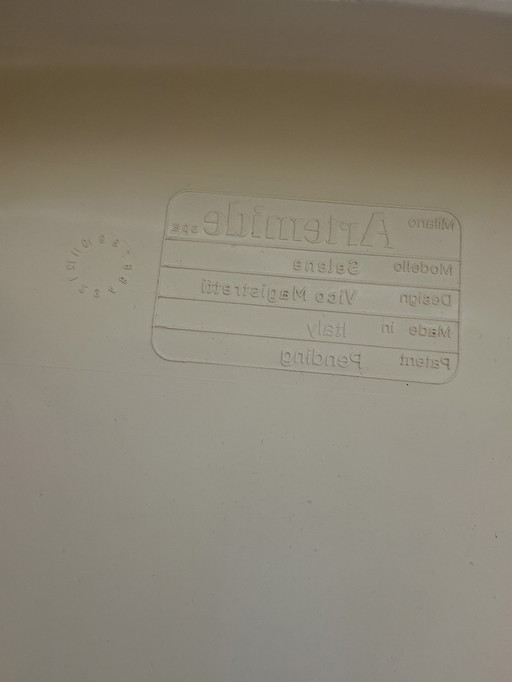 Milano Artemide spa
Modello Selene
Design Vico Magistretti
Made in Italy
Patent Pending